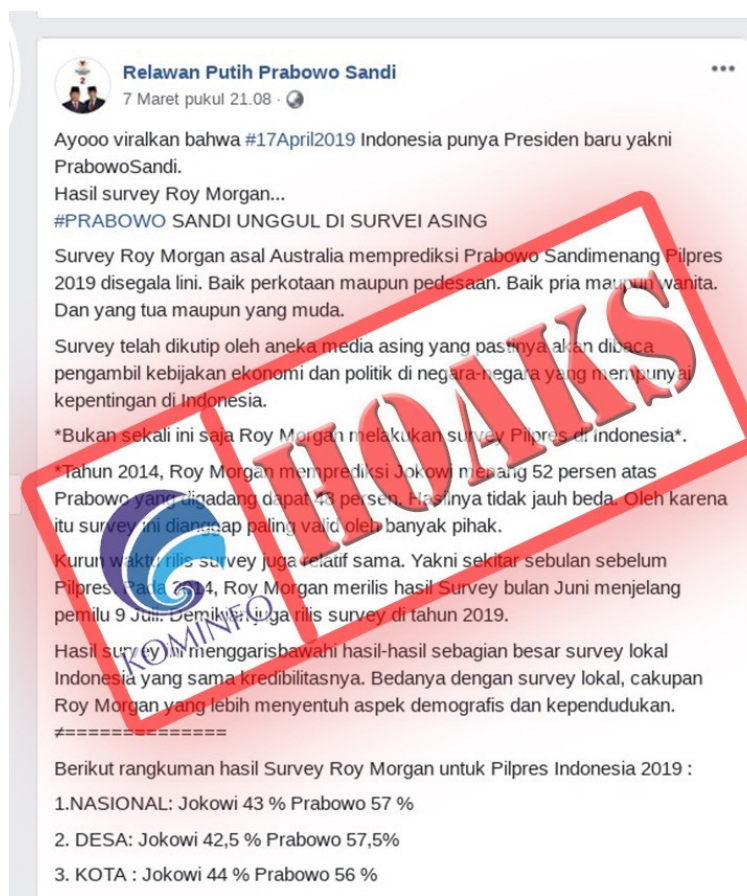 Relawan Putih Prabowo Sandi
7 Maret pukul 21.08 ·
Ayooo viralkan bahwa #17April2019 Indonesia punya Presiden baru yakni
PrabowoSandi.
Hasil survey Roy Morgan...
#PRABOWO SANDI UNGGUL DI SURVEI ASING
Survey Roy Morgan asal Australia memprediksi Prabowo Sandimenang Pilpres
2019 disegala lini. Baik perkotaan maupun pedesaan. Baik pria maupun wanita.
Dan yang tua maupun yang muda.
Survey telah dikutip oleh aneka media asing yang pastinya akan dibaca
pengambil kebijakan ekonomi dan politik di negara-negara yang mempunyai
kepentingan di Indonesia.
*Bukan sekali ini saja Roy Morgan melakukan survey Pilpres di Indonesia*.
*Tahun 2014, Roy Morgan memprediksi Jokowi menang 52 persen atas
Prabowo yang digadang dapat 48 persen. Hasilnya tidak jauh beda. Oleh karena
itu survey ini dianggap paling valid oleh banyak pihak.
Kurun waktu rilis survey juga relatif sama. Yakni sekitar sebulan sebelum
Pilpres. Pada 2014, Roy Morgan merilis hasil Survey bulan Juni menjelang
pemilu 9 Juli. Demikian juga rilis survey di tahun 2019.
Hasil survey ini menggarisbawahi hasil-hasil sebagian besar survey lokal
Indonesia yang sama kredibilitasnya. Bedanya dengan survey lokal, cakupan
Roy Morgan yang lebih menyentuh aspek demografis dan kependudukan.
≠==============
Berikut rangkuman hasil Survey Roy Morgan untuk Pilpres Indonesia 2019 :
1.NASIONAL: Jokowi 43 % Prabowo 57 %
2. DESA: Jokowi 42,5 % Prabowo 57,5%
3. KOTA : Jokowi 44 % Prabowo 56 %
HOAKS
KOMINFO